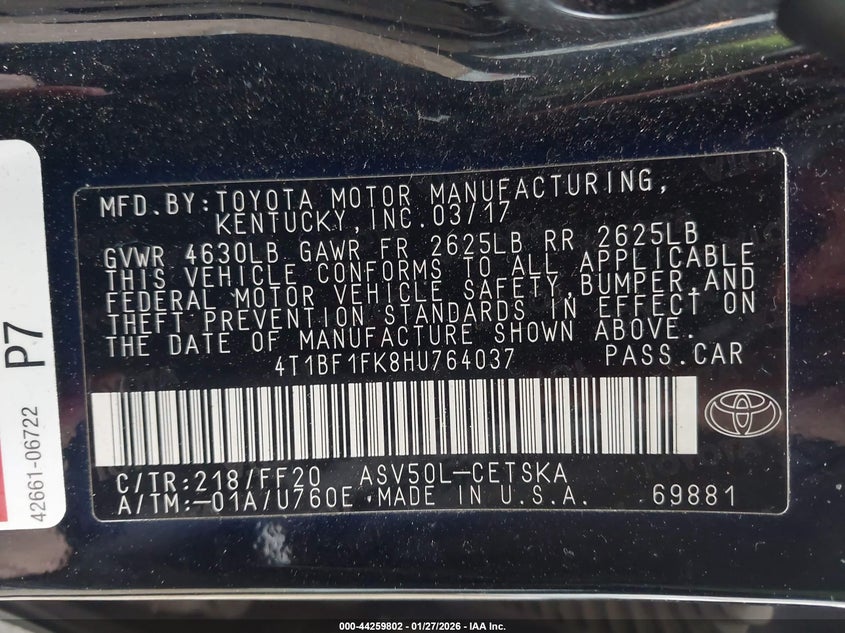 MFD.BY:TOYOTA MOTOR MANUFACTURING,
KENTUCKY,INC.03/17
GVWR 4630LB GAWR FR 2625LB RR 2625LB
THIS VEHICLE CONFORMS TO ALL APPLICABLE
FEDERAL MOTOR VEHICLE SAFETY,BUMPER,AND
THEFT PREVENTION STANDARDS IN EFFECT ON
THE DATE OF MANUFACTURE SHOWN ABOVE.
4T1BF1FK8HU764037 PASS.CAR
C/TR:218/FF20 ASV50L-CETSKA
A/TM:-01A/U760E MADE IN U.S.A. 69881
P7
42661-06722
000-44259802 - 01/27/2026 - IAA Inc.